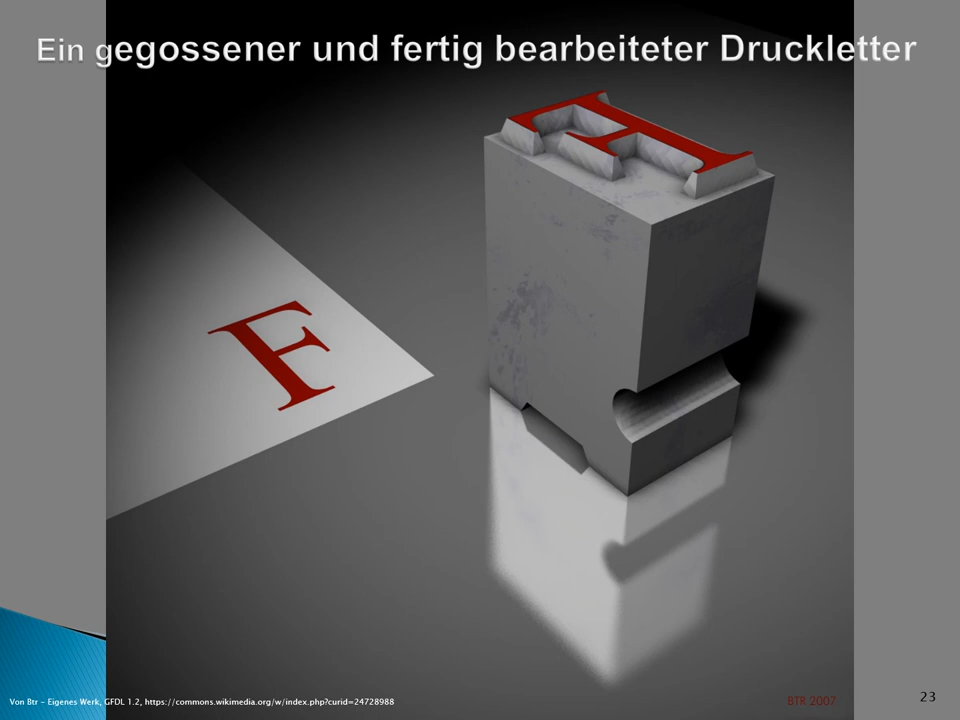 Ein gegossener und fertig bearbeiteter Druckletter
F
F
Von Btr - Eigenes Werk, GFDL 1.2, https://commons.wikimedia.org/w/index.php?curid=24728988
BTR 2007
23